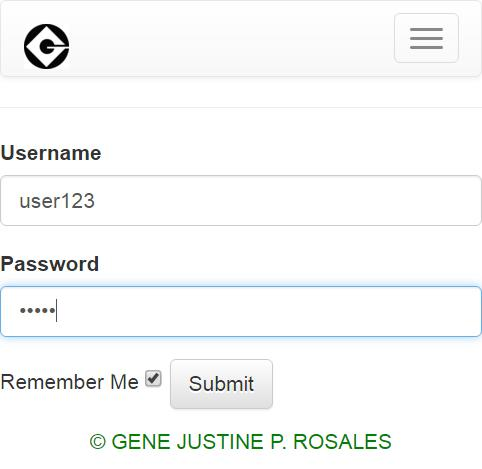 Username
user123
Password
•••••
Remember Me Submit
© GENE JUSTINE P. ROSALES